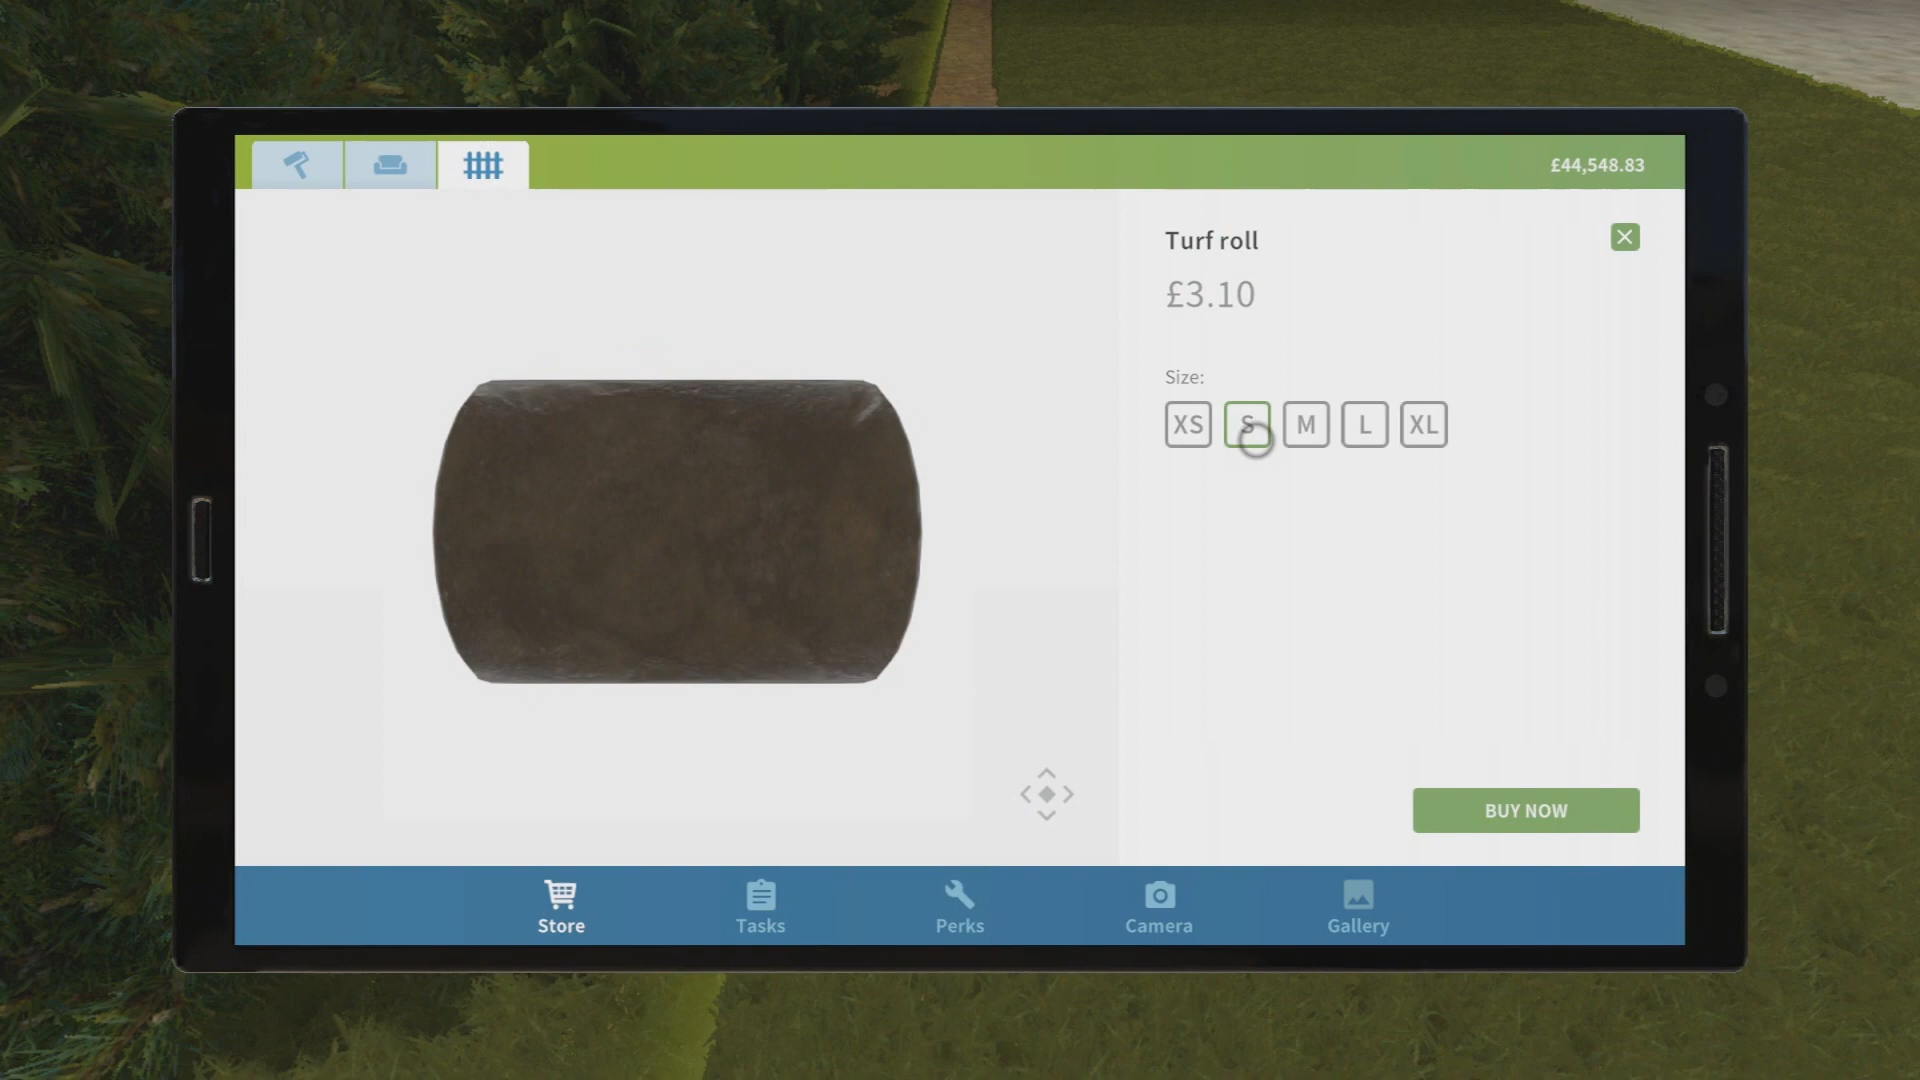 £44,548.83
Turf roll
£3.10
Size:
XS S M L XL
BUY NOW
Store Tasks Perks Camera Gallery